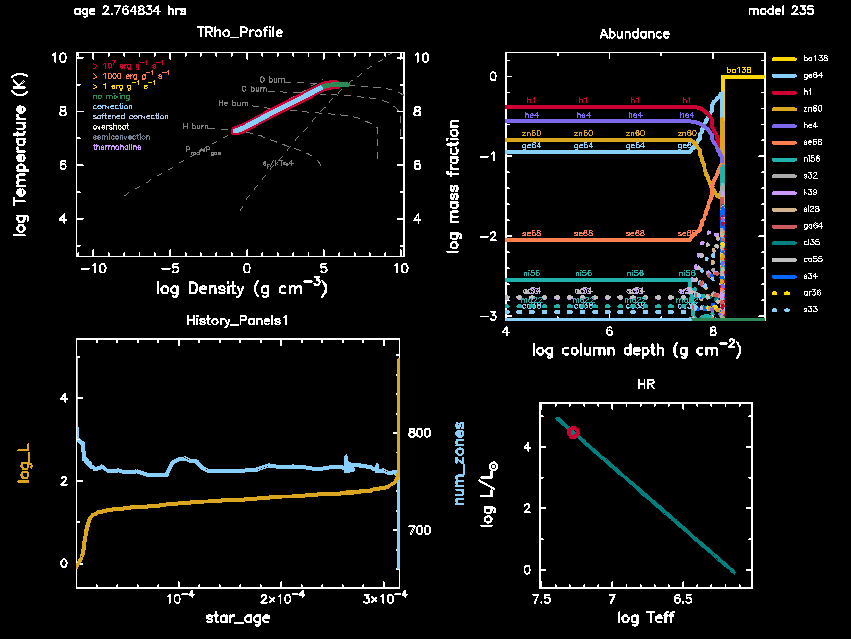 age 2.764834 hrs
model 235
TRho_Profile
log Temperature (K)
10
8
6
4
10
8
6
4
> 10⁷ erg g⁻¹ s⁻¹
> 1000 erg g⁻¹ s⁻¹
> 1 erg g⁻¹ s⁻¹
no mixing
convection
softened convection
overshoot
semiconvection
thermohaline
O burn
C burn
He burn
H burn
−10
−5
0
5
10
log Density (g cm⁻³)
Abundance
log mass fraction
0
−1
−2
−3
ba138
h1 h1 h1 h1
he4 he4 he4 he4
zn60 zn60 zn60 zn60
ge64 ge64 ge64
se68 se68 se68 se68
ni56 ni56 ni56 ni56
4
6
8
log column depth (g cm⁻²)
ba138
ge64
h1
zn60
he4
se68
ni56
s32
k39
si28
ga64
cl35
co55
s34
ar36
s33
History_Panels1
log_L
4
2
0
800
700
num_zones
10⁻⁴
2×10⁻⁴
3×10⁻⁴
star_age
HR
log L/L☉
4
2
0
7.5
7
6.5
log Teff